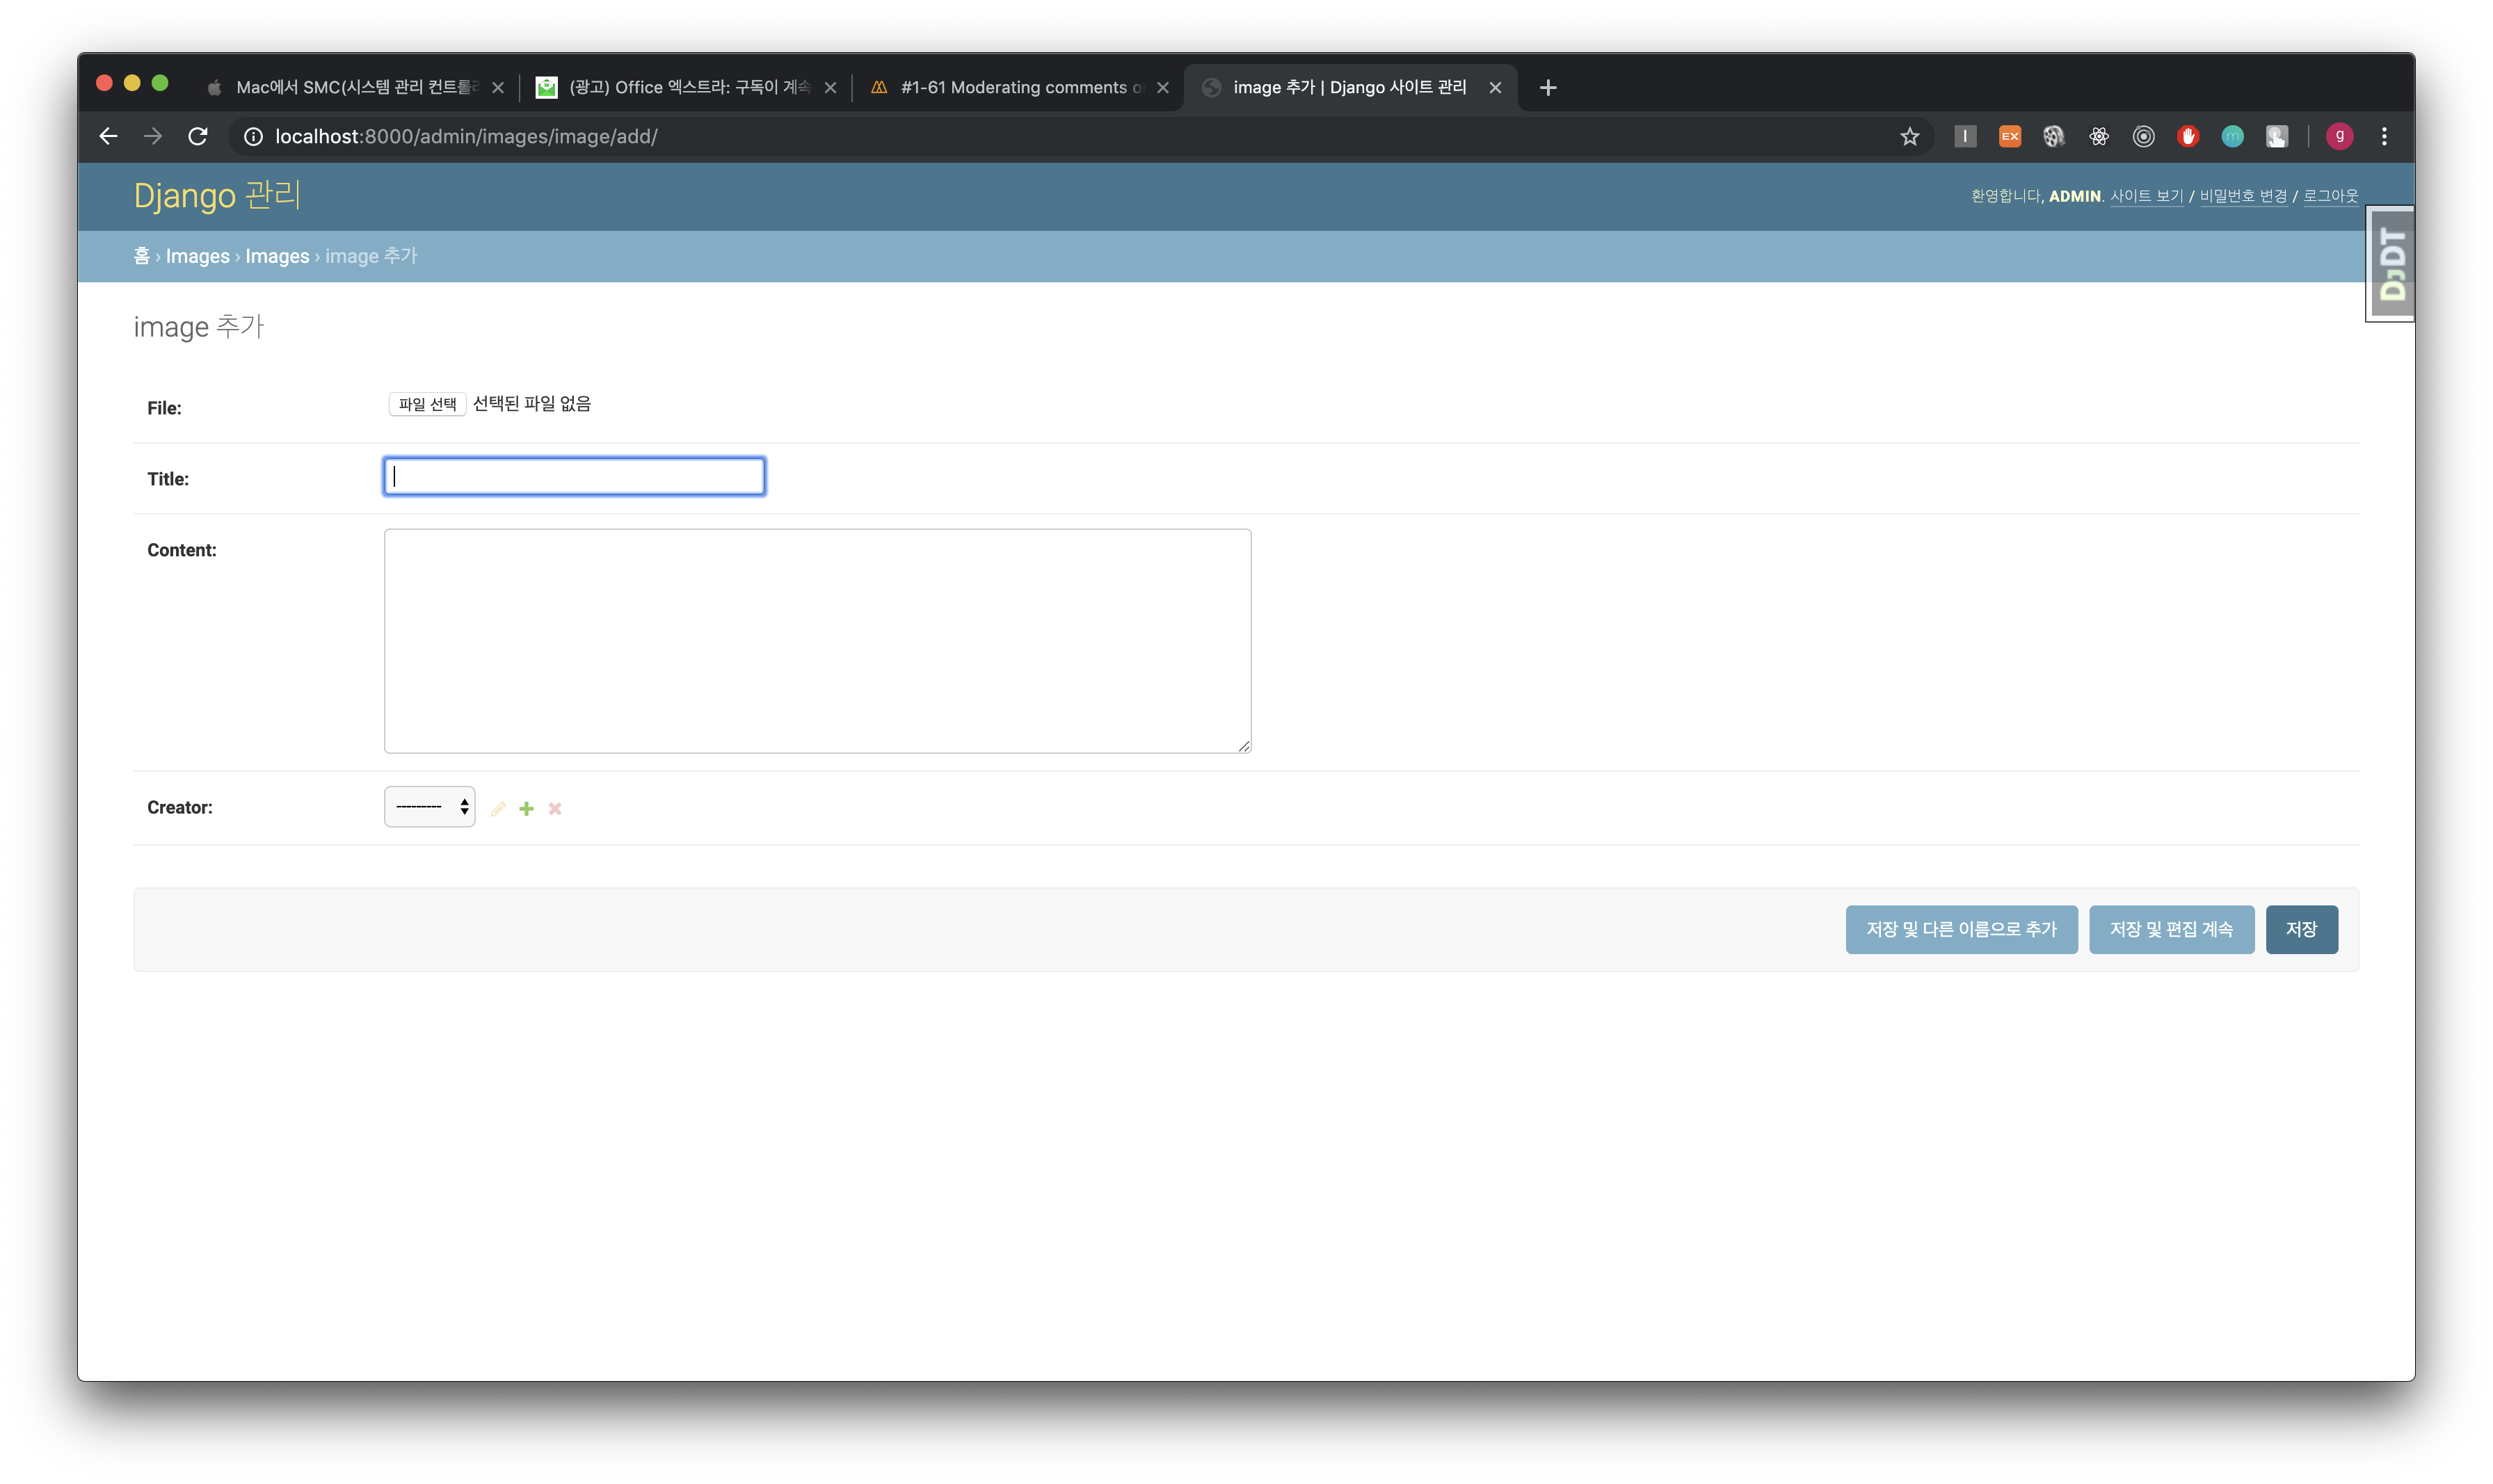 Mac에서 SMC(시스템 관리 컨트롤
(광고) Office 엑스트라: 구독이 계속
#1-61 Moderating comments o
image 추가 | Django 사이트 관리
localhost:8000/admin/images/image/add/
I
EX
m
g
Django 관리
환영합니다, ADMIN. 사이트 보기 / 비밀번호 변경 / 로그아웃
홈 › Images › Images › image 추가
DJDT
image 추가
File:
파일 선택 선택된 파일 없음
Title:
Content:
Creator:
---------
저장 및 다른 이름으로 추가
저장 및 편집 계속
저장